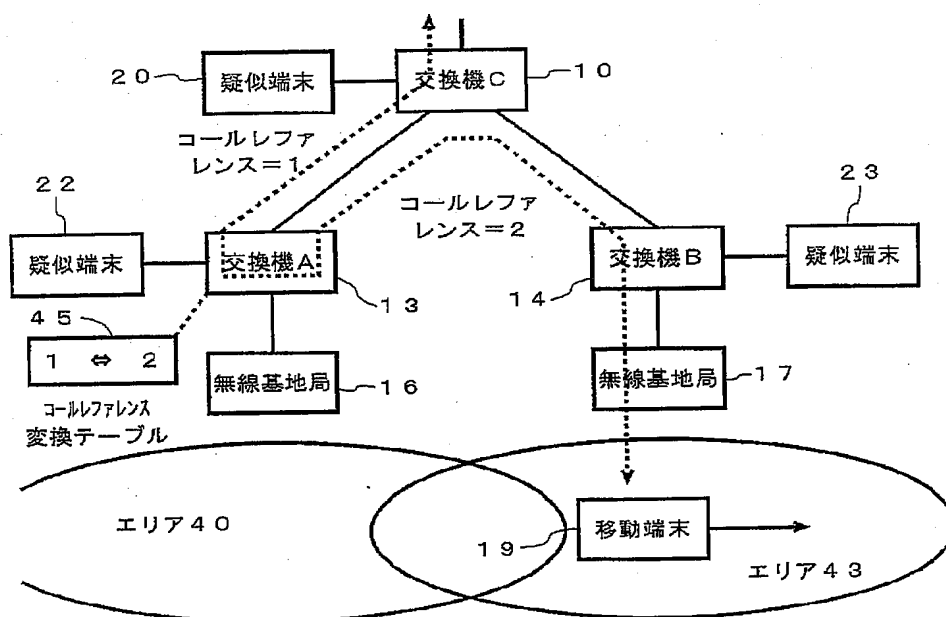 ２０
疑似端末
交換機Ｃ
１０
コールレファ
レンス＝１
２２
コールレファ
レンス＝２
２３
疑似端末
交換機Ａ
交換機Ｂ
疑似端末
１３
１４
４５
１ ⇔ ２
無線基地局
１６
無線基地局
１７
コールレファレンス
変換テーブル
エリア４０
１９
移動端末
エリア４３